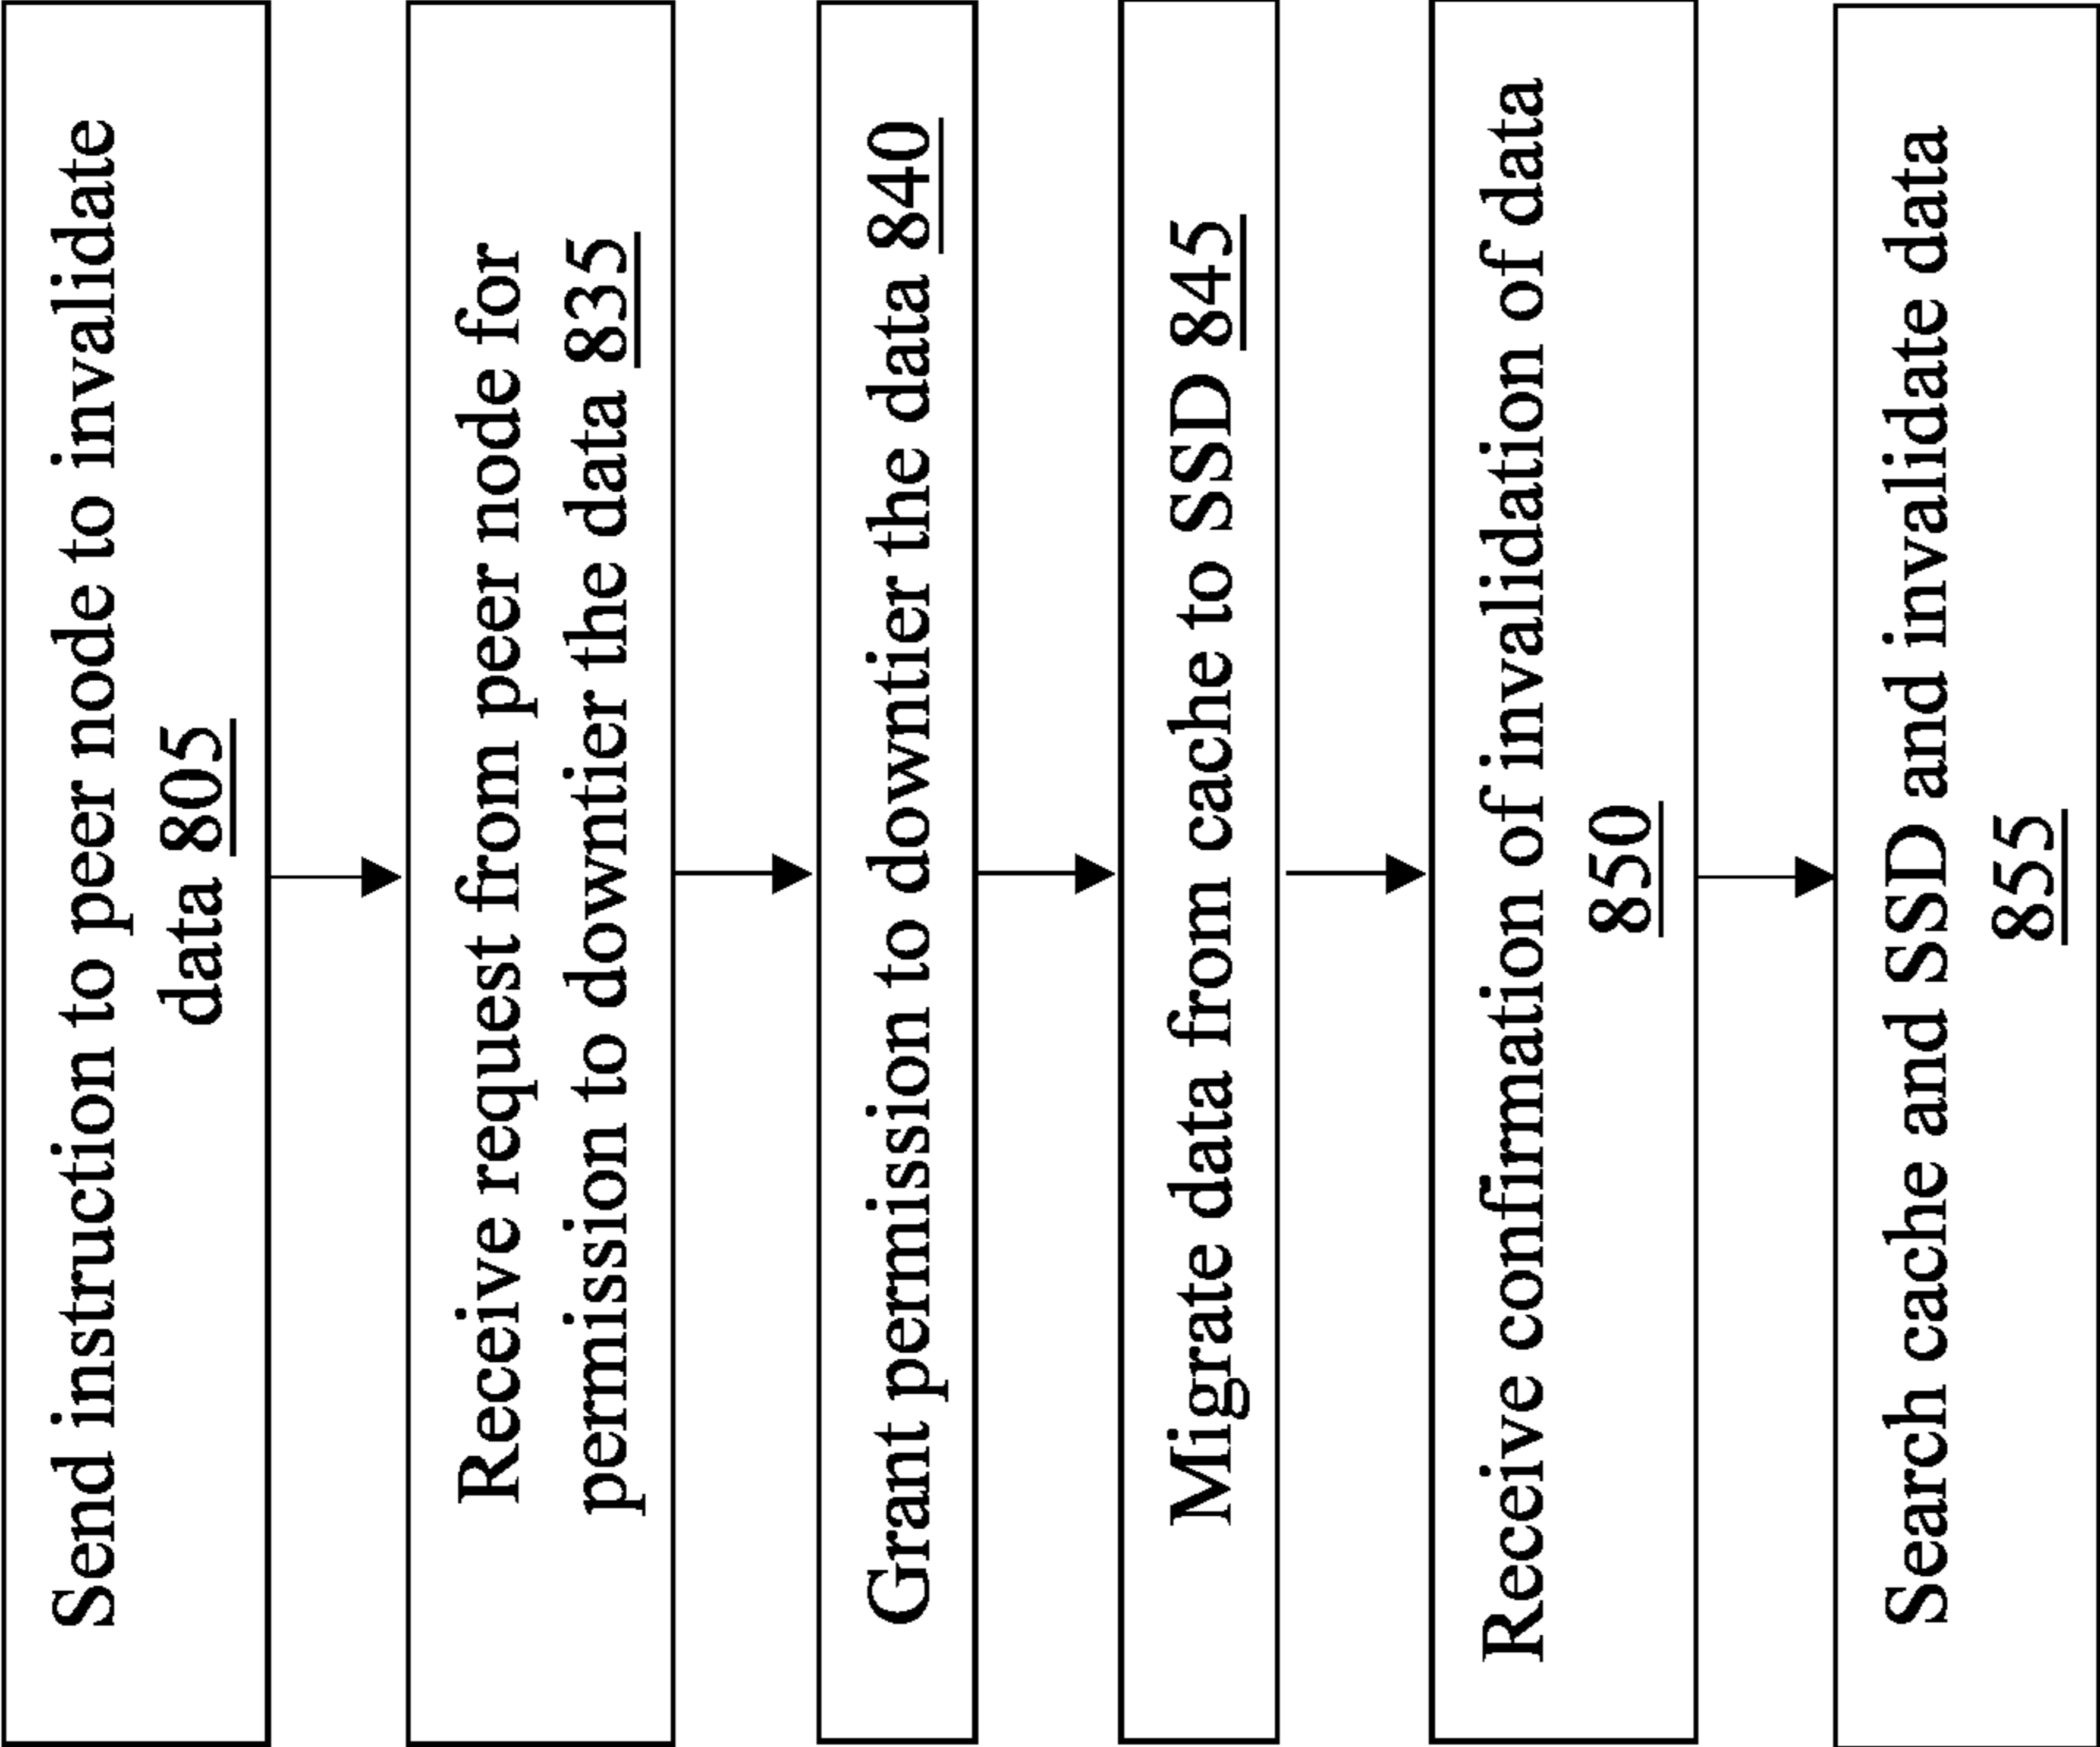 Send instruction to peer node to invalidate
data 805
Receive request from peer node for
permission to downtier the data 835
Grant permission to downtier the data 840
Migrate data from cache to SSD 845
Receive confirmation of invalidation of data
850
Search cache and SSD and invalidate data
855